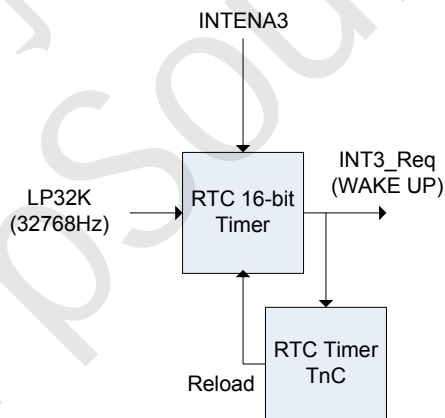 INTENA3
LP32K
(32768Hz)
RTC 16-bit
Timer
INT3_Req
(WAKE UP)
RTC Timer
TnC
Reload